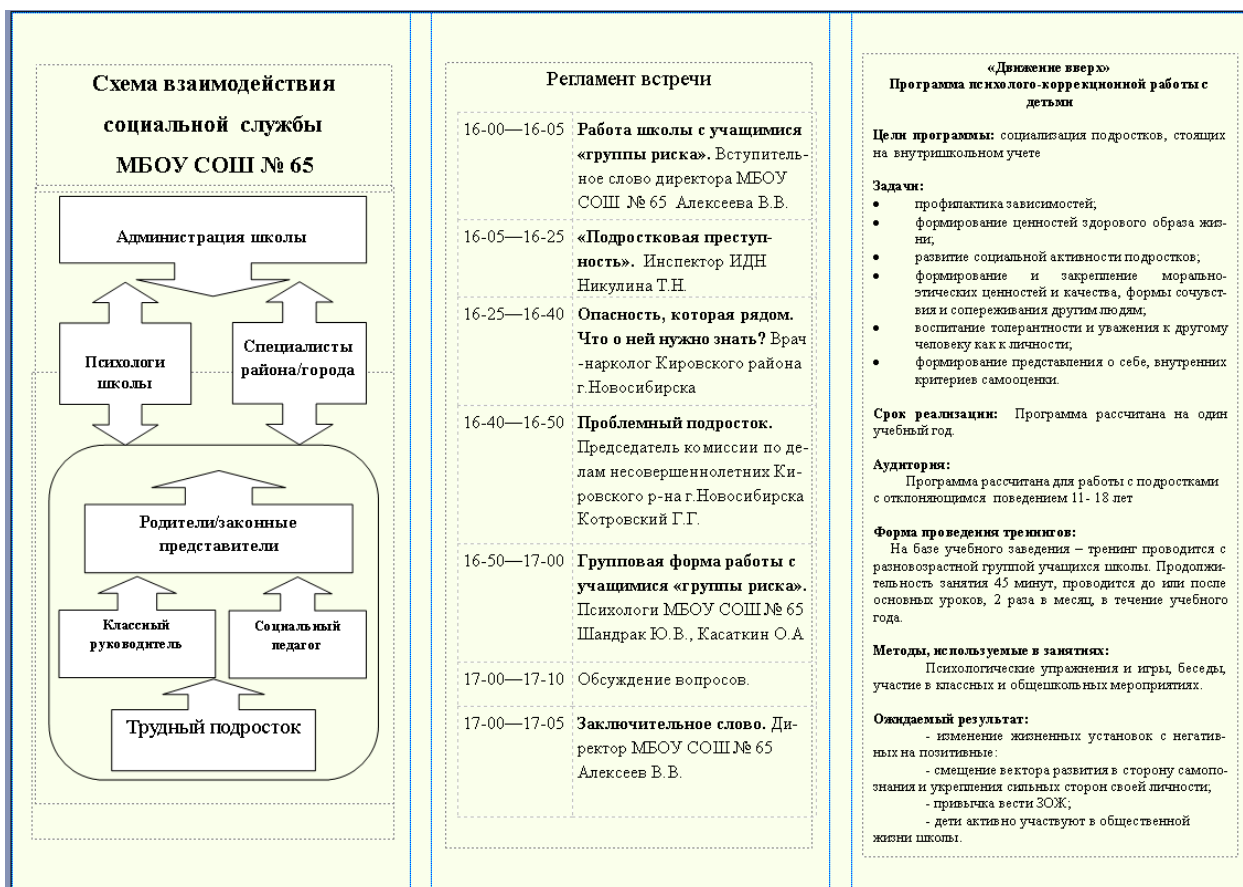 Схема взаимодействия
социальной службы
МБОУ СОШ № 65
Администрация школы
Психологи
школы
Специалисты
района/города
Родители/законные
представители
Классный
руководитель
Социальный
педагог
Трудный подросток
Регламент встречи
16-00—16-05 Работа школы с учащимися
«группы риска». Вступитель-
ное слово директора МБОУ
СОШ № 65 Алексеева В.В.
16-05—16-25 «Подростковая преступ-
ность». Инспектор ИДН
Никулина Т.Н.
16-25—16-40 Опасность, которая рядом.
Что о ней нужно знать? Врач
-нарколог Кировского района
г.Новосибирска
16-40—16-50 Проблемный подросток.
Председатель комиссии по де-
лам несовершеннолетних Ки-
ровского р-на г.Новосибирска
Котровский Г.Г.
16-50—17-00 Групповая форма работы с
учащимися «группы риска».
Психологи МБОУ СОШ № 65
Шандрак Ю.В., Касаткин О.А
17-00—17-10 Обсуждение вопросов.
17-00—17-05 Заключительное слово. Ди-
ректор МБОУ СОШ № 65
Алексеев В.В.
«Движение вверх»
Программа психолого-коррекционной работы с
детьми
Цели программы: социализация подростков, стоящих
на внутришкольном учете
Задачи:
• профилактика зависимостей;
• формирование ценностей здорового образа жиз-
ни;
• развитие социальной активности подростков;
• формирование и закрепление морально-
этических ценностей и качества, формы сочувст-
вия и сопереживания другим людям;
• воспитание толерантности и уважения к другому
человеку как к личности;
• формирование представления о себе, внутренних
критериев самооценки.
Срок реализации: Программа рассчитана на один
учебный год.
Аудитория:
Программа рассчитана для работы с подростками
с отклоняющимся поведением 11- 18 лет
Форма проведения тренингов:
На базе учебного заведения – тренинг проводится с
разновозрастной группой учащихся школы. Продолжи-
тельность занятия 45 минут, проводится до или после
основных уроков, 2 раза в месяц, в течение учебного
года.
Методы, используемые в занятиях:
Психологические упражнения и игры, беседы,
участие в классных и общешкольных мероприятиях.
Ожидаемый результат:
- изменение жизненных установок с негатив-
ных на позитивные:
- смещение вектора развития в сторону самопо-
знания и укрепления сильных сторон своей личности;
- привычка вести ЗОЖ;
- дети активно участвуют в общественной
жизни школы.